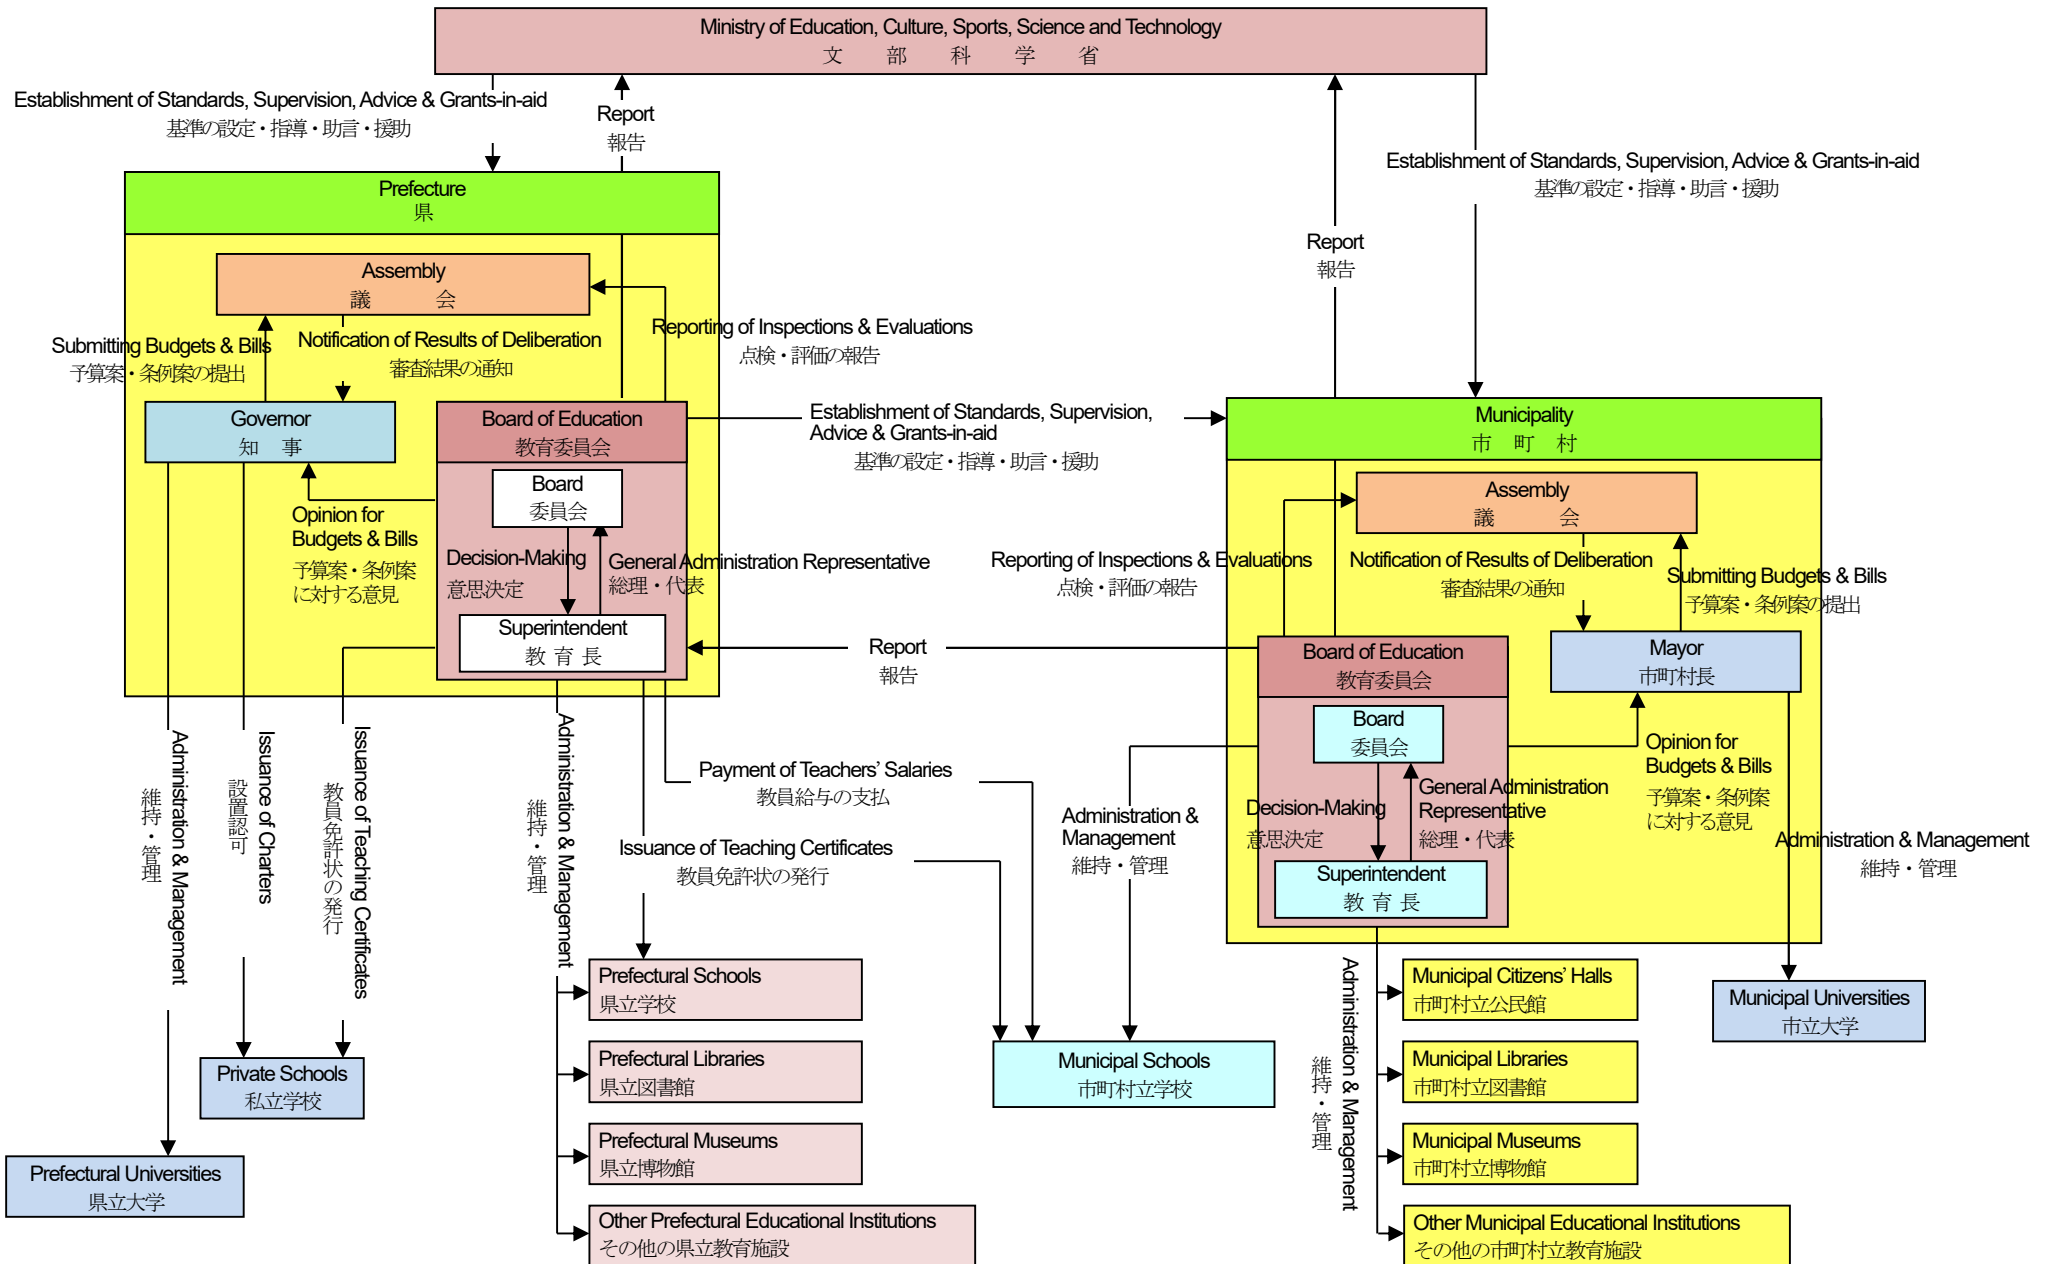 Ministry of Education, Culture, Sports, Science and Technology
文 部 科 学 省
Establishment of Standards, Supervision, Advice & Grants-in-aid
基準の設定・指導・助言・援助
Report
報告
Establishment of Standards, Supervision, Advice & Grants-in-aid
基準の設定・指導・助言・援助
Report
報告
Prefecture
県
Assembly
議 会
Submitting Budgets & Bills
予算案・条例案の提出
Notification of Results of Deliberation
審査結果の通知
Reporting of Inspections & Evaluations
点検・評価の報告
Governor
知 事
Board of Education
教育委員会
Board
委員会
Opinion for
Budgets & Bills
予算案・条例案
に対する意見
Decision-Making
意思決定
General Administration Representative
総理・代表
Superintendent
教 育 長
Establishment of Standards, Supervision,
Advice & Grants-in-aid
基準の設定・指導・助言・援助
Report
報告
Municipality
市 町 村
Assembly
議 会
Reporting of Inspections & Evaluations
点検・評価の報告
Notification of Results of Deliberation
審査結果の通知
Submitting Budgets & Bills
予算案・条例案の提出
Board of Education
教育委員会
Mayor
市町村長
Board
委員会
Decision-Making
意思決定
General Administration
Representative
総理・代表
Superintendent
教 育 長
Opinion for
Budgets & Bills
予算案・条例案
に対する意見
Administration & Management
維持・管理
Administration & Management
維持・管理
Issuance of Charters
設置認可
Issuance of Teaching Certificates
教員免許状の発行
Administration & Management
維持・管理
Payment of Teachers' Salaries
教員給与の支払
Issuance of Teaching Certificates
教員免許状の発行
Administration &
Management
維持・管理
Administration & Management
維持・管理
Prefectural Schools
県立学校
Prefectural Libraries
県立図書館
Prefectural Museums
県立博物館
Other Prefectural Educational Institutions
その他の県立教育施設
Private Schools
私立学校
Prefectural Universities
県立大学
Municipal Schools
市町村立学校
Municipal Citizens' Halls
市町村立公民館
Municipal Libraries
市町村立図書館
Municipal Museums
市町村立博物館
Other Municipal Educational Institutions
その他の市町村立教育施設
Municipal Universities
市立大学